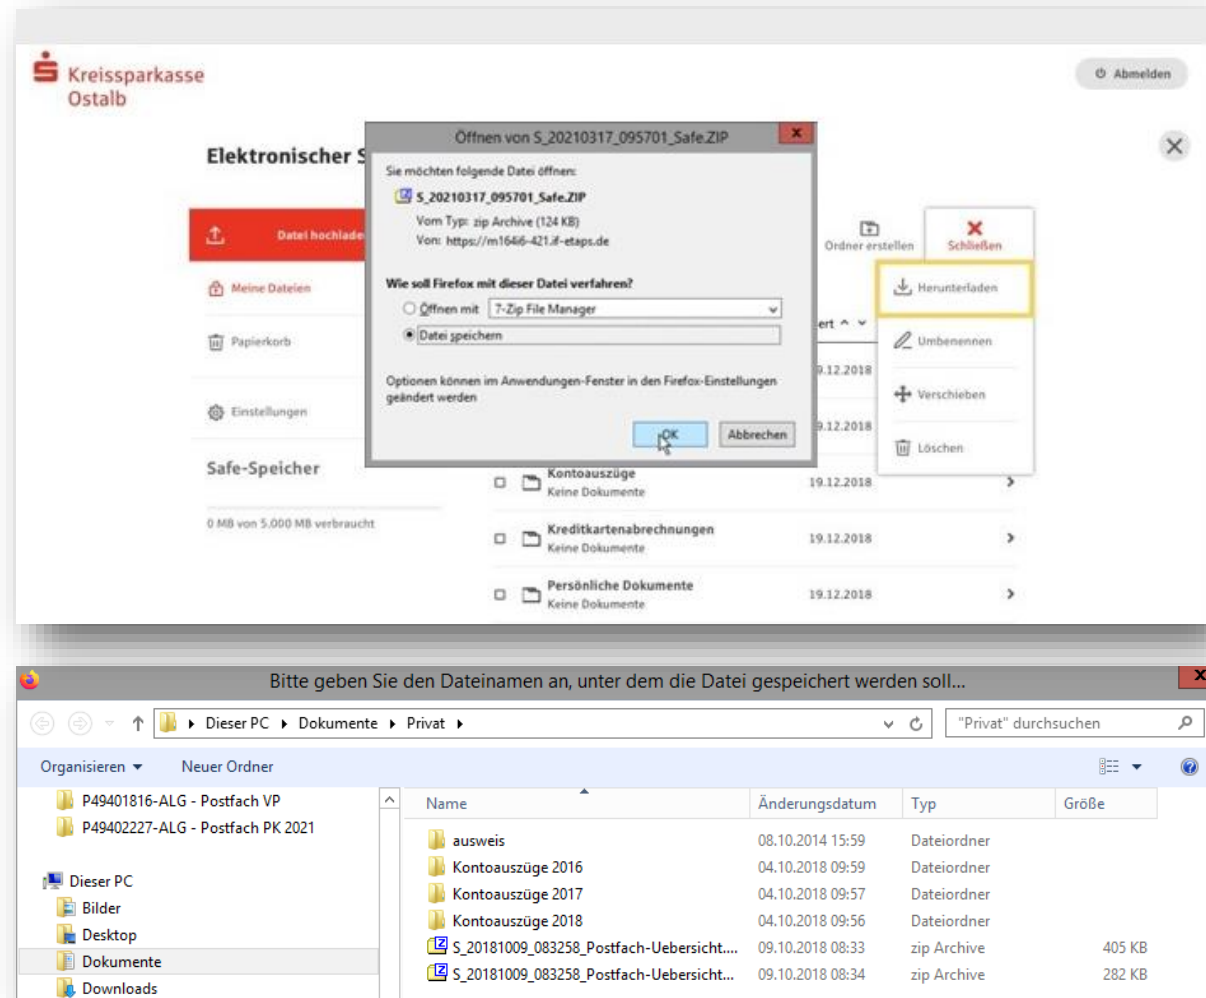 Kreissparkasse
Ostalb
Abmelden
Elektronischer S
Öffnen von S_20210317_095701_Safe.ZIP
Sie möchten folgende Datei öffnen:
S_20210317_095701_Safe.ZIP
Vom Typ: zip Archive (124 KB)
Von: https://m164i6-421.if-etaps.de
Wie soll Firefox mit dieser Datei verfahren?
Öffnen mit 7-Zip File Manager
Datei speichern
Optionen können im Anwendungen-Fenster in den Firefox-Einstellungen
geändert werden
OK Abbrechen
Datei hochlade
Meine Dateien
Papierkorb
Einstellungen
Safe-Speicher
0 MB von 5.000 MB verbraucht
Ordner erstellen
Schließen
Herunterladen
Umbenennen
Verschieben
Löschen
ert
9.12.2018
9.12.2018
Kontoauszüge 19.12.2018
Keine Dokumente
Kreditkartenabrechnungen 19.12.2018
Keine Dokumente
Persönliche Dokumente 19.12.2018
Keine Dokumente
Bitte geben Sie den Dateinamen an, unter dem die Datei gespeichert werden soll...
Dieser PC Dokumente Privat "Privat" durchsuchen
Organisieren Neuer Ordner
P49401816-ALG - Postfach VP
P49402227-ALG - Postfach PK 2021
Dieser PC
Bilder
Desktop
Dokumente
Downloads
Name Änderungsdatum Typ Größe
ausweis 08.10.2014 15:59 Dateiordner
Kontoauszüge 2016 04.10.2018 09:59 Dateiordner
Kontoauszüge 2017 04.10.2018 09:57 Dateiordner
Kontoauszüge 2018 04.10.2018 09:56 Dateiordner
S_20181009_083258_Postfach-Uebersicht.... 09.10.2018 08:33 zip Archive 405 KB
S_20181009_083258_Postfach-Uebersicht... 09.10.2018 08:34 zip Archive 282 KB